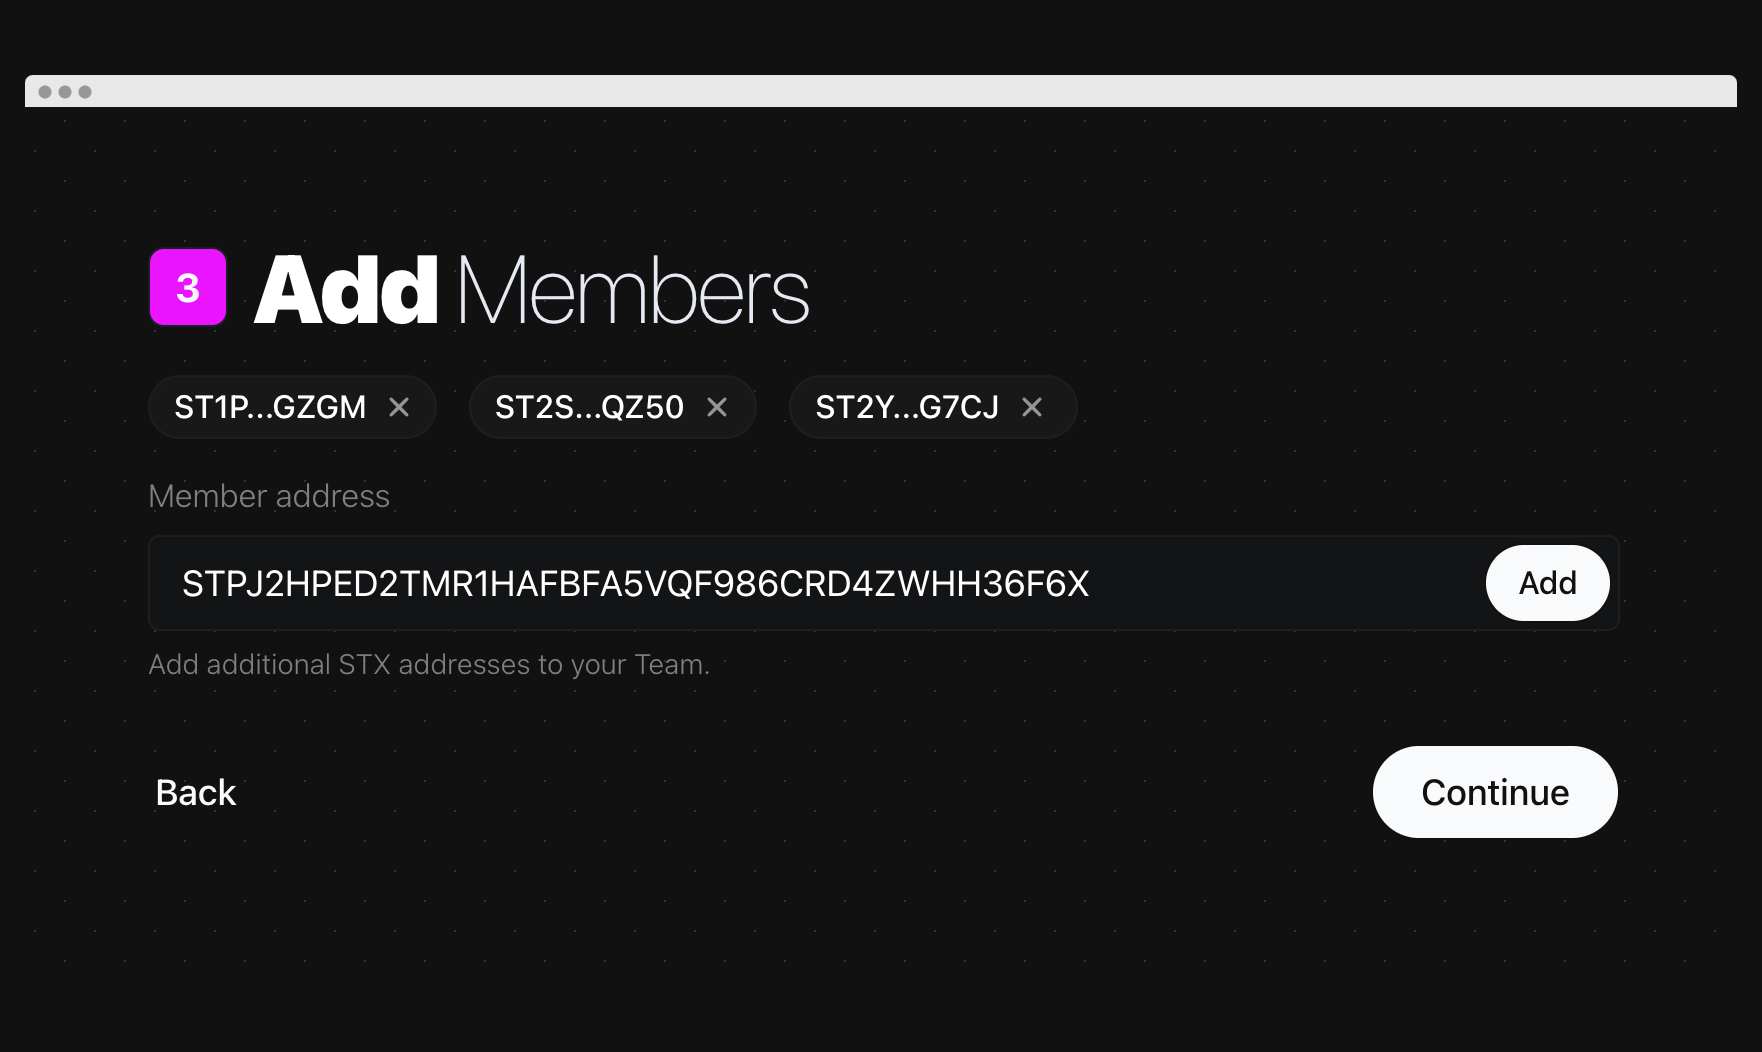 3 Add Members
ST1P...GZGM ST2S...QZ50 ST2Y...G7CJ
Member address
STPJ2HPED2TMR1HAFBFA5VQF986CRD4ZWHH36F6X Add
Add additional STX addresses to your Team.
Back Continue